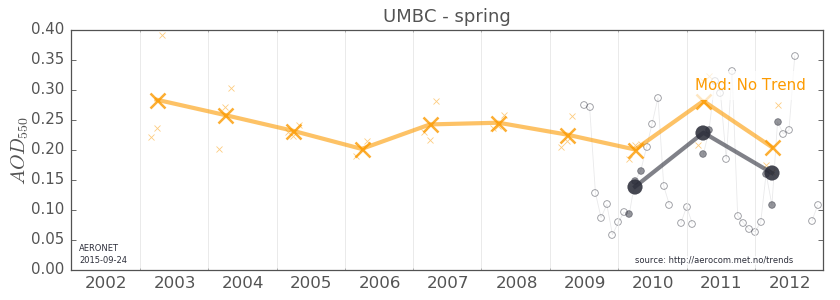 UMBC - spring
0.40
0.35
0.30
0.25
0.20
0.15
0.10
0.05
0.00
AOD550
Mod: No Trend
AERONET
2015-09-24
source: http://aerocom.met.no/trends
2002 2003 2004 2005 2006 2007 2008 2009 2010 2011 2012